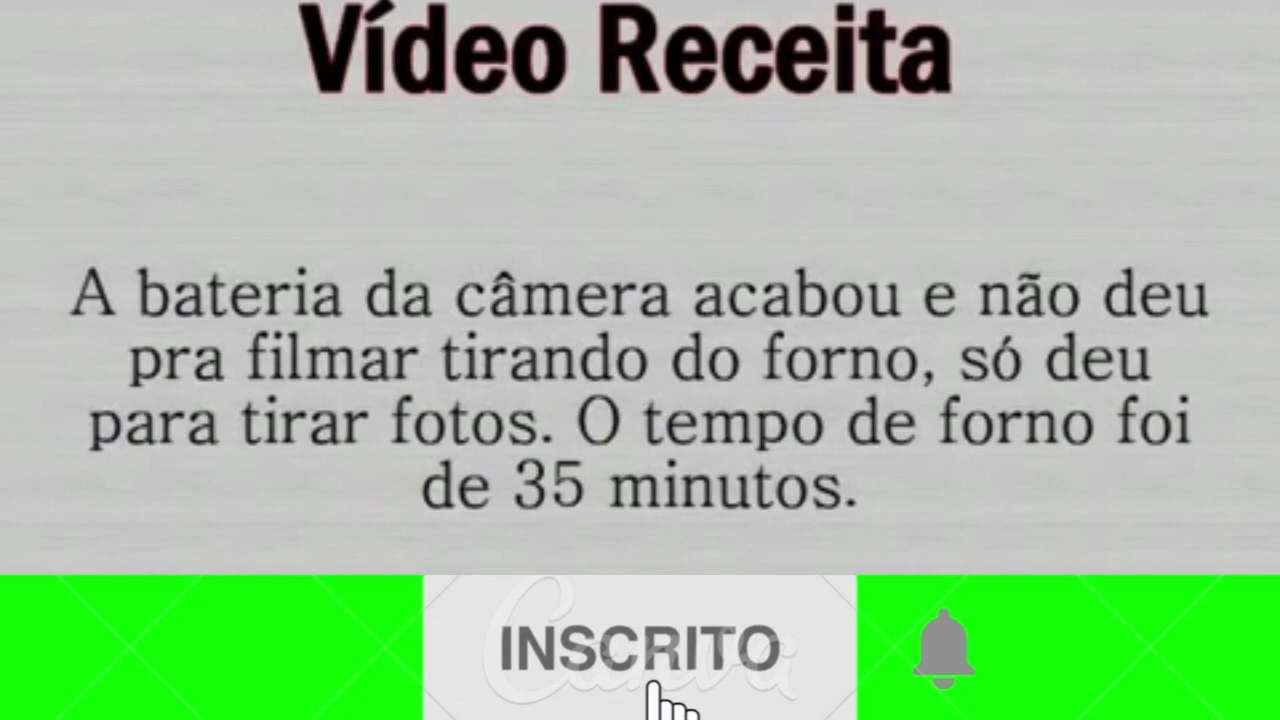 Vídeo Receita
A bateria da câmera acabou e não deu
pra filmar tirando do forno, só deu
para tirar fotos. O tempo de forno foi
de 35 minutos.
INSCRITO
Canva